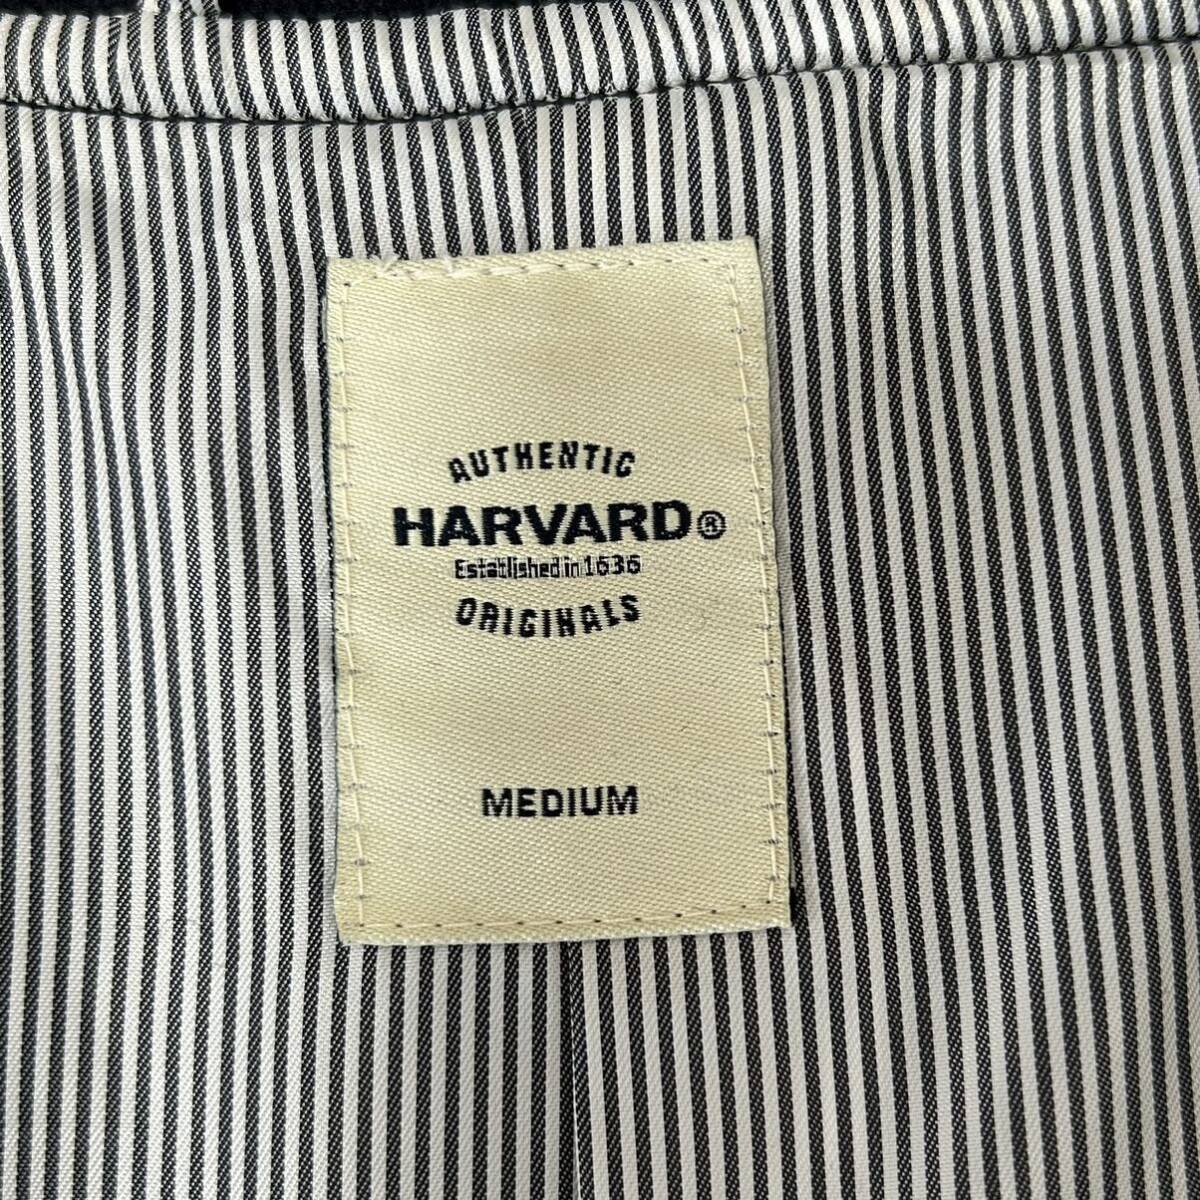 AUTHENTIC
HARVARD®
Established in 1636
ORIGINALS
MEDIUM